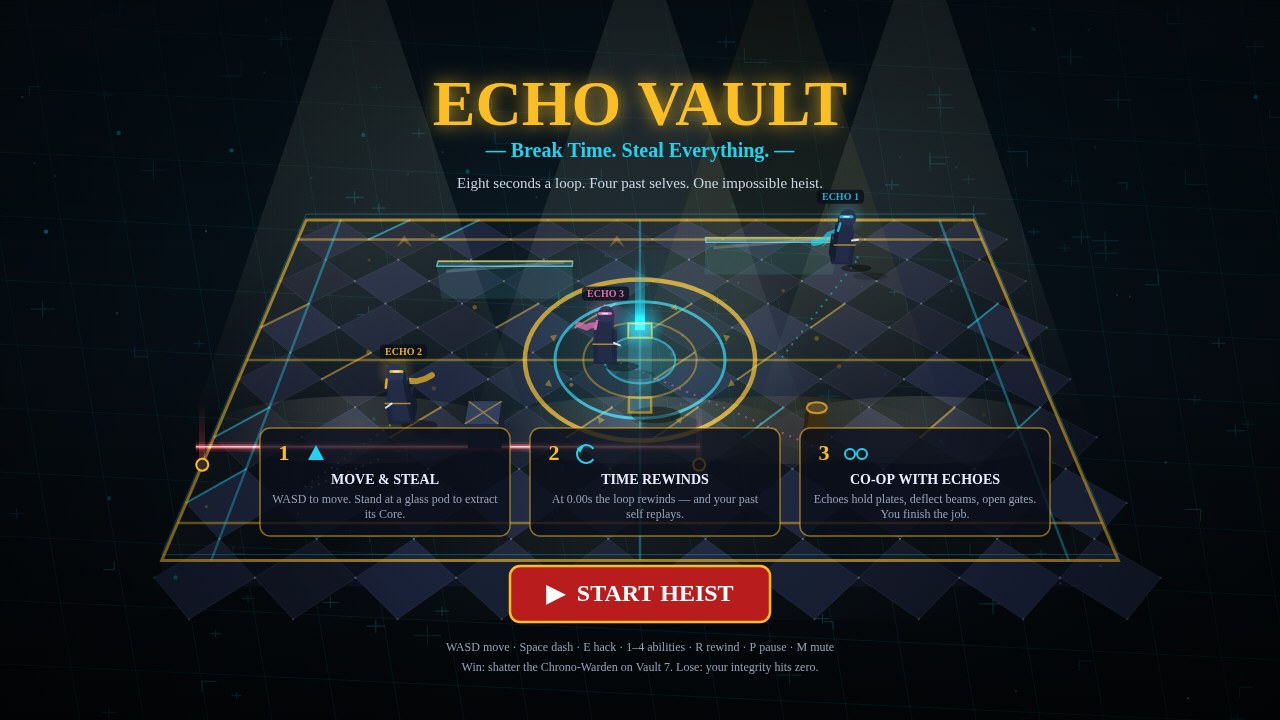 ECHO VAULT
— Break Time. Steal Everything. —
Eight seconds a loop. Four past selves. One impossible heist.
ECHO 1
ECHO 3
ECHO 2
1
MOVE & STEAL
WASD to move. Stand at a glass pod to extract
its Core.
2
TIME REWINDS
At 0.00s the loop rewinds — and your past
self replays.
3
CO-OP WITH ECHOES
Echoes hold plates, deflect beams, open gates.
You finish the job.
▶ START HEIST
WASD move · Space dash · E hack · 1–4 abilities · R rewind · P pause · M mute
Win: shatter the Chrono-Warden on Vault 7. Lose: your integrity hits zero.